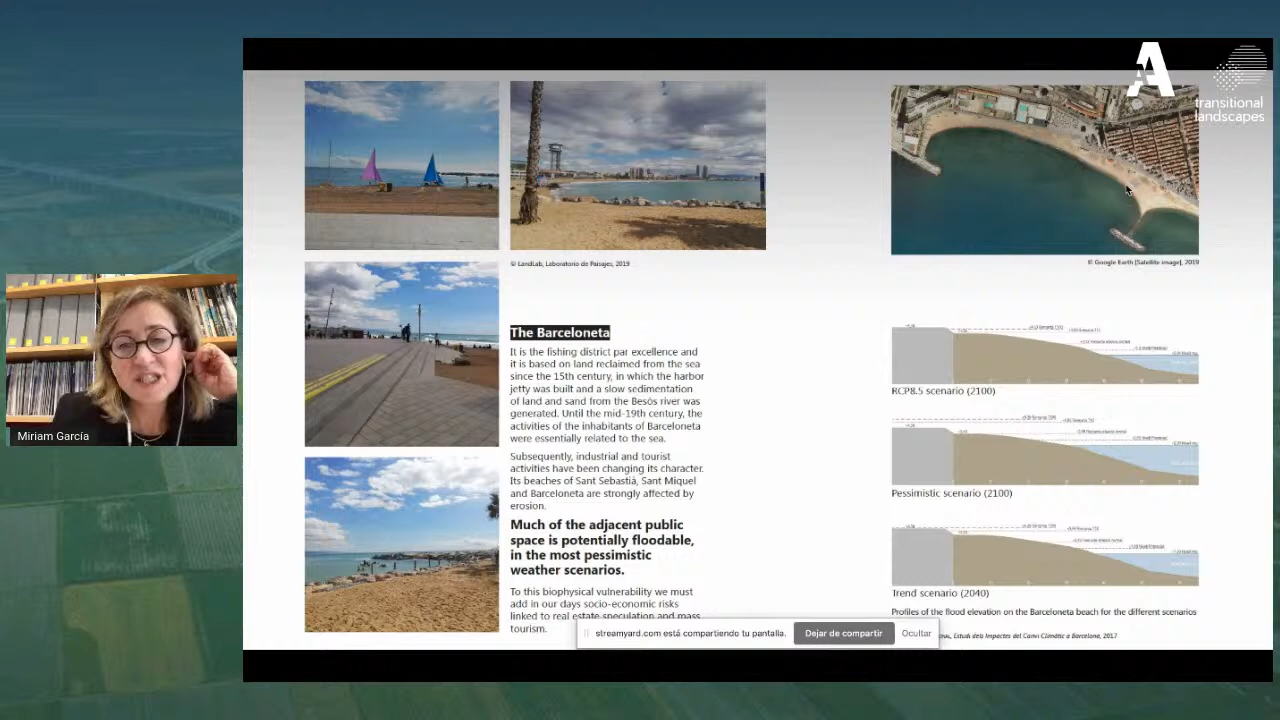 A
transitional
landscapes
© LandLab, Laboratorio de Paisajes, 2019
© Google Earth [Satellite image], 2019
The Barceloneta
It is the fishing district par excellence and
it is based on land reclaimed from the sea
since the 15th century, in which the harbor
jetty was built and a slow sedimentation
of land and sand from the Besòs river was
generated. Until the mid-19th century, the
activities of the inhabitants of Barceloneta
were essentially related to the sea.
Subsequently, industrial and tourist
activities have been changing its character.
Its beaches of Sant Sebastià, Sant Miquel
and Barceloneta are strongly affected by
erosion.
Much of the adjacent public
space is potentially floodable,
in the most pessimistic
weather scenarios.
To this biophysical vulnerability we must
add in our days socio-economic risks
linked to real estate speculation and mass
tourism.
RCP8.5 scenario (2100)
Pessimistic scenario (2100)
Trend scenario (2040)
Profiles of the flood elevation on the Barceloneta beach for the different scenarios
Estudi dels Impactes del Canvi Climàtic a Barcelona, 2017
streamyard.com está compartiendo tu pantalla.
Dejar de compartir
Ocultar
Miriam García